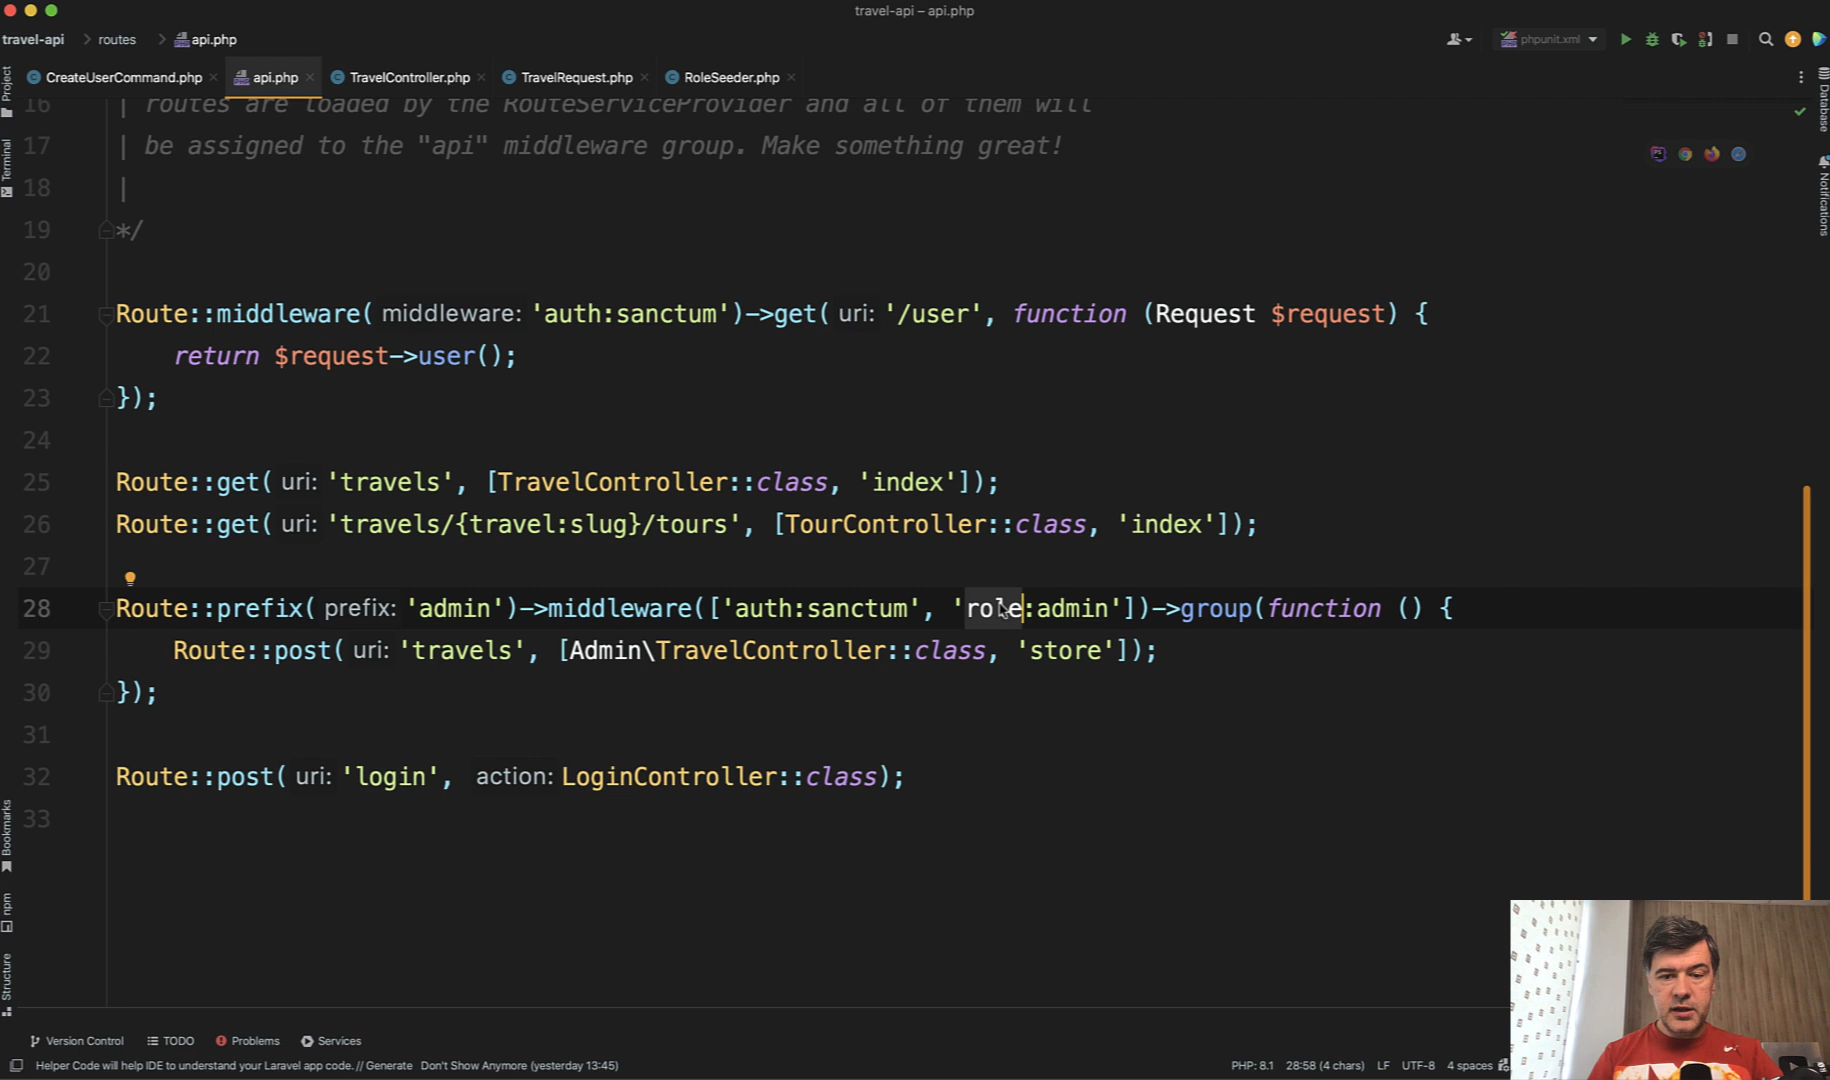 travel-api – api.php
travel-api routes api.php
phpunit.xml
CreateUserCommand.php api.php TravelController.php TravelRequest.php RoleSeeder.php
Project
Terminal
Bookmarks
npm
Structure
Database
Notifications
16 | routes are loaded by the RouteServiceProvider and all of them will
17 | be assigned to the "api" middleware group. Make something great!
18 |
19 */
20
21 Route::middleware( middleware: 'auth:sanctum')->get( uri: '/user', function (Request $request) {
22 return $request->user();
23 });
24
25 Route::get( uri: 'travels', [TravelController::class, 'index']);
26 Route::get( uri: 'travels/{travel:slug}/tours', [TourController::class, 'index']);
27
28 Route::prefix( prefix: 'admin')->middleware(['auth:sanctum', 'role:admin'])->group(function () {
29 Route::post( uri: 'travels', [Admin\TravelController::class, 'store']);
30 });
31
32 Route::post( uri: 'login', action: LoginController::class);
33
Version Control TODO Problems Services
Helper Code will help IDE to understand your Laravel app code. // Generate Don't Show Anymore (yesterday 13:45) PHP: 8.1 28:58 (4 chars) LF UTF-8 4 spaces